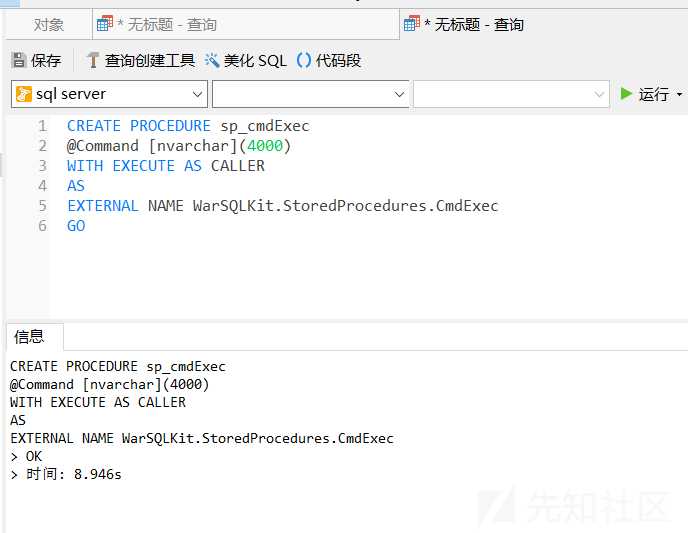 对象
* 无标题 - 查询
* 无标题 - 查询
保存
查询创建工具
美化 SQL
() 代码段
sql server
运行
1 CREATE PROCEDURE sp_cmdExec
2 @Command [nvarchar](4000)
3 WITH EXECUTE AS CALLER
4 AS
5 EXTERNAL NAME WarSQLKit.StoredProcedures.CmdExec
6 GO
信息
CREATE PROCEDURE sp_cmdExec
@Command [nvarchar](4000)
WITH EXECUTE AS CALLER
AS
EXTERNAL NAME WarSQLKit.StoredProcedures.CmdExec
> OK
> 时间: 8.946s
先知社区